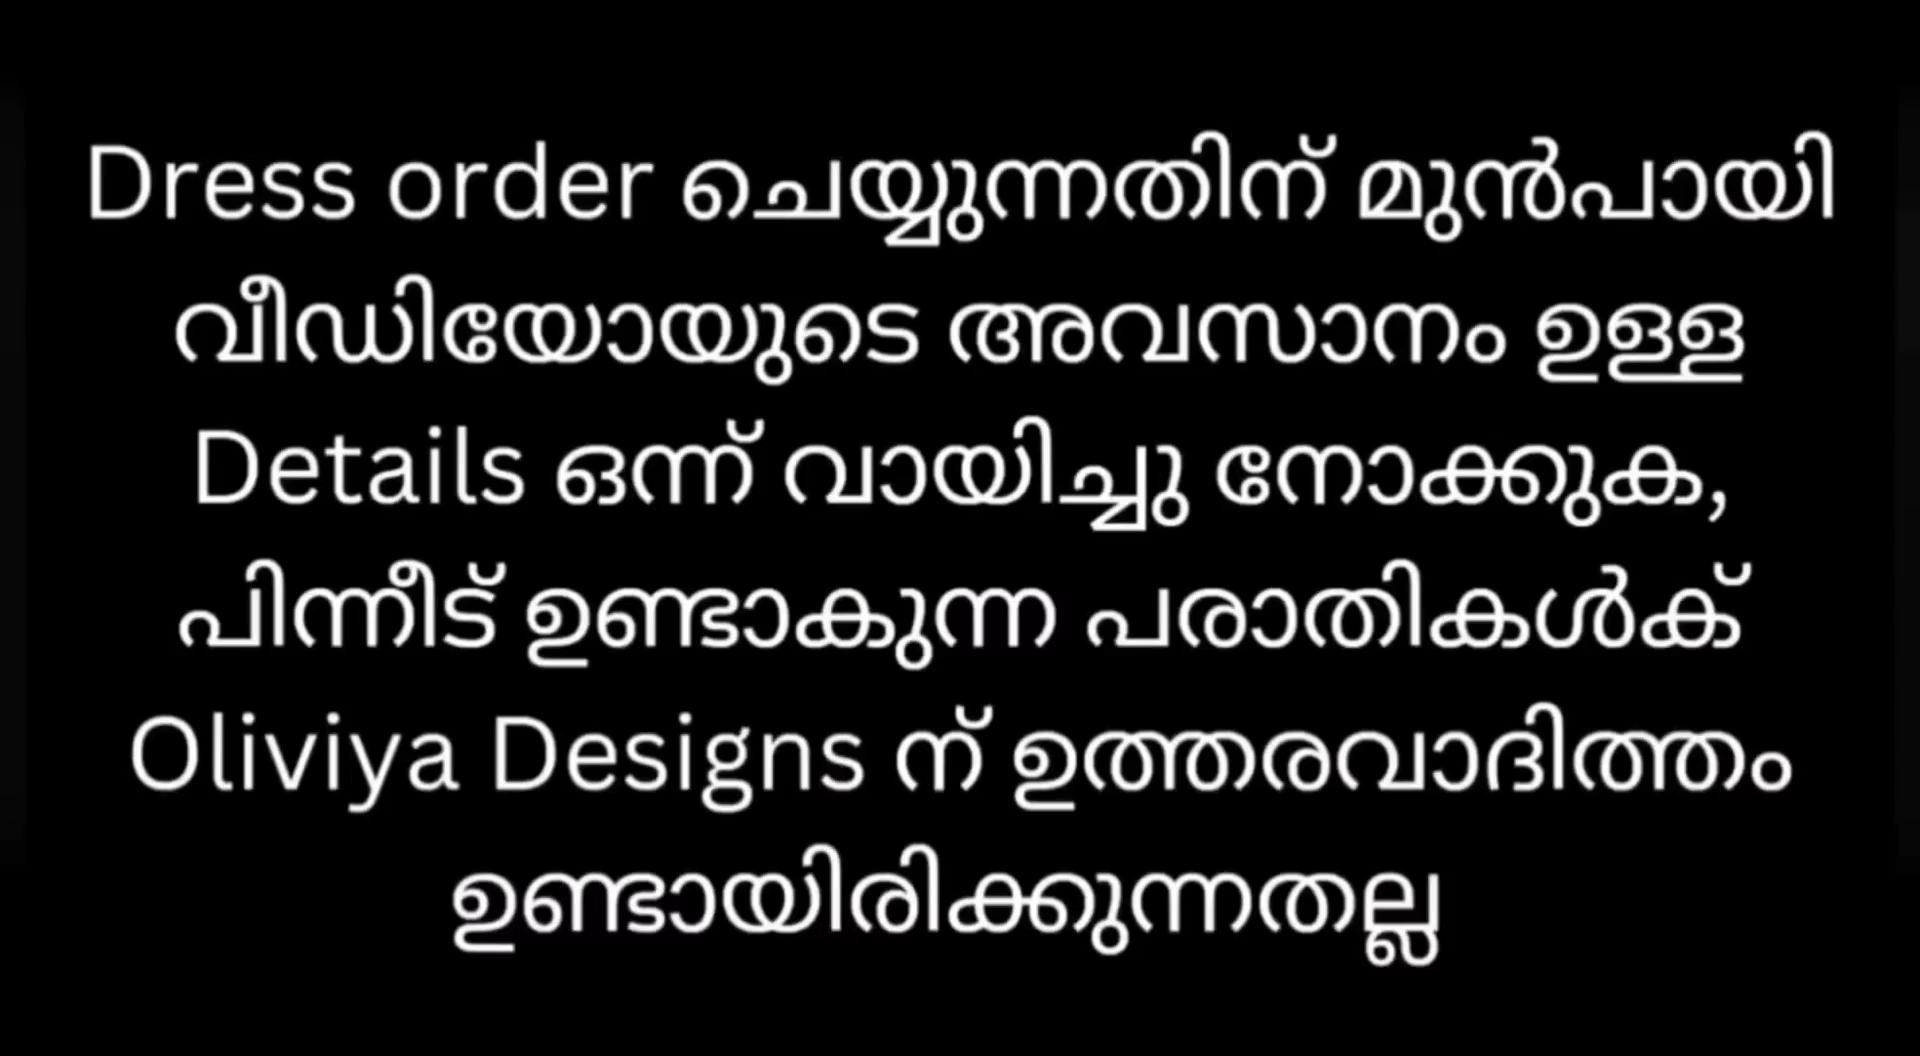 Dress order ചെയ്യുന്നതിന് മുൻപായി
വീഡിയോയുടെ അവസാനം ഉള്ള
Details ഒന്ന് വായിച്ചു നോക്കുക,
പിന്നീട് ഉണ്ടാകുന്ന പരാതികൾക്
Oliviya Designs ന് ഉത്തരവാദിത്തം
ഉണ്ടായിരിക്കുന്നതല്ല